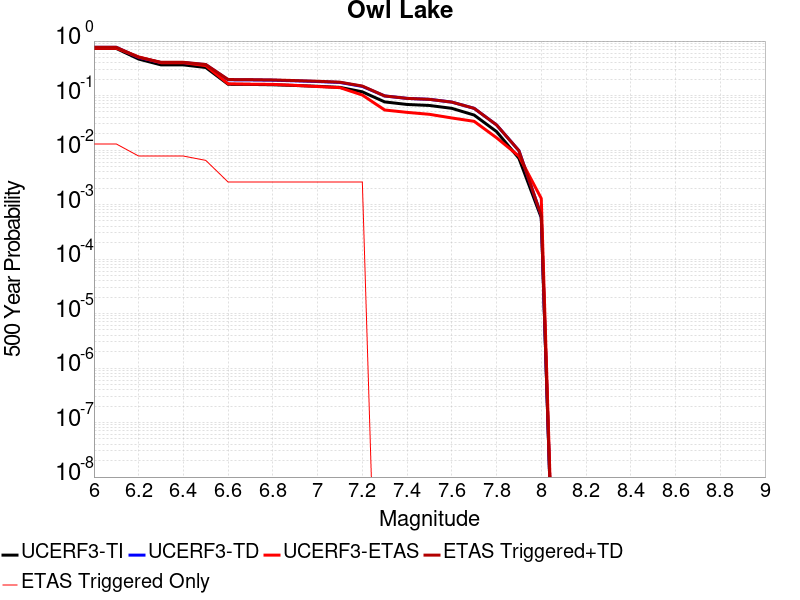 Owl Lake
10^0
10^-1
10^-2
10^-3
10^-4
10^-5
10^-6
10^-7
10^-8
500 Year Probability
6 6.2 6.4 6.6 6.8 7 7.2 7.4 7.6 7.8 8 8.2 8.4 8.6 8.8 9
Magnitude
UCERF3-TI UCERF3-TD UCERF3-ETAS ETAS Triggered+TD
ETAS Triggered Only